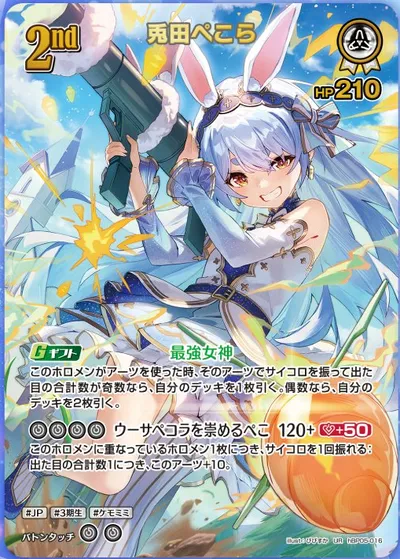 2nd
兎田ぺこら
HP 210
ギフト
最強女神
このホロメンがアーツを使った時、そのアーツでサイコロを振って出た
目の合計数が奇数なら、自分のデッキを1枚引く。偶数なら、自分の
デッキを2枚引く。
ウーサペコラを崇めるぺこ 120+ +50
このホロメンに重なっているホロメン1枚につき、サイコロを1回振れる：
出た目の合計数1につき、このアーツ+10。
#JP #3期生 #ケモミミ
バトンタッチ
illust : りりすか UR hBP05-016